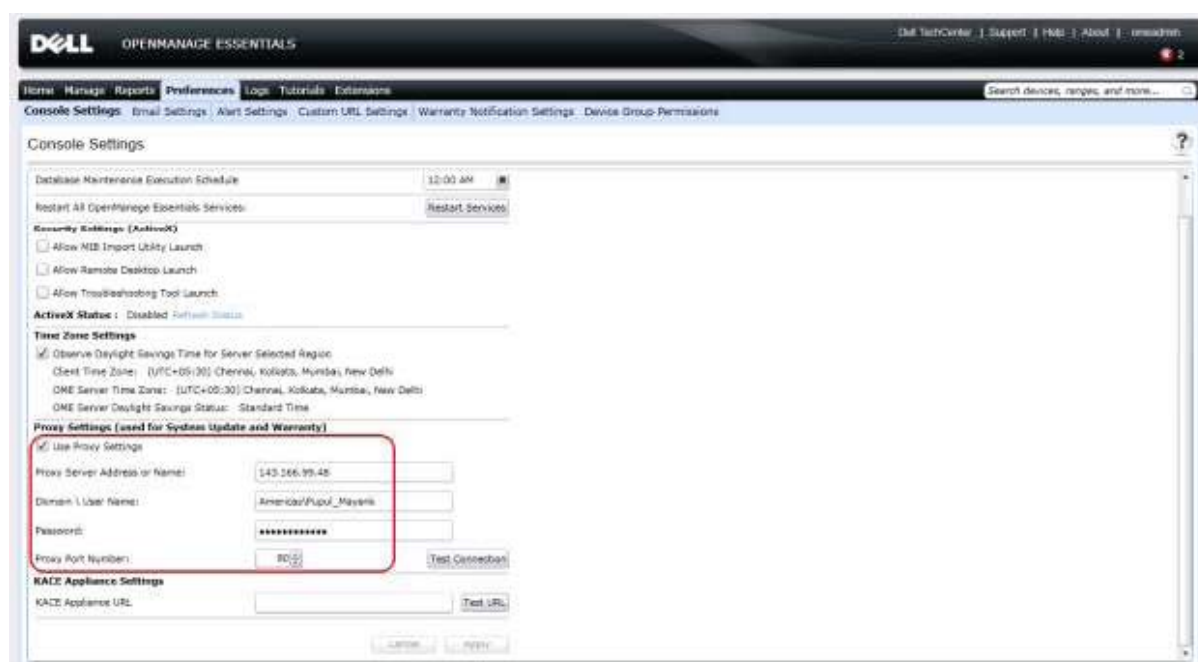 DELL OPENMANAGE ESSENTIALS
Dell TechCenter | Support | Help | About | omeadmin
2
Home Manage Reports Preferences Logs Tutorials Extensions
Search devices, ranges, and more...
Console Settings Email Settings Alert Settings Custom URL Settings Warranty Notification Settings Device Group Permissions
Console Settings
?
Database Maintenance Execution Schedule 12:00 AM
Restart All OpenManage Essentials Services: Restart Services
Security Settings (ActiveX)
Allow MIB Import Utility Launch
Allow Remote Desktop Launch
Allow Troubleshooting Tool Launch
ActiveX Status : Disabled Refresh Status
Time Zone Settings
Observe Daylight Savings Time for Server Selected Region
Client Time Zone: (UTC+05:30) Chennai, Kolkata, Mumbai, New Delhi
OME Server Time Zone: (UTC+05:30) Chennai, Kolkata, Mumbai, New Delhi
OME Server Daylight Savings Status: Standard Time
Proxy Settings (used for System Update and Warranty)
Use Proxy Settings
Proxy Server Address or Name: 143.166.99.48
Domain \ User Name: Americas\Pupul_Mayank
Password: ●●●●●●●●●●●●
Proxy Port Number: 80 Test Connection
KACE Appliance Settings
KACE Appliance URL Test URL
Cancel Apply